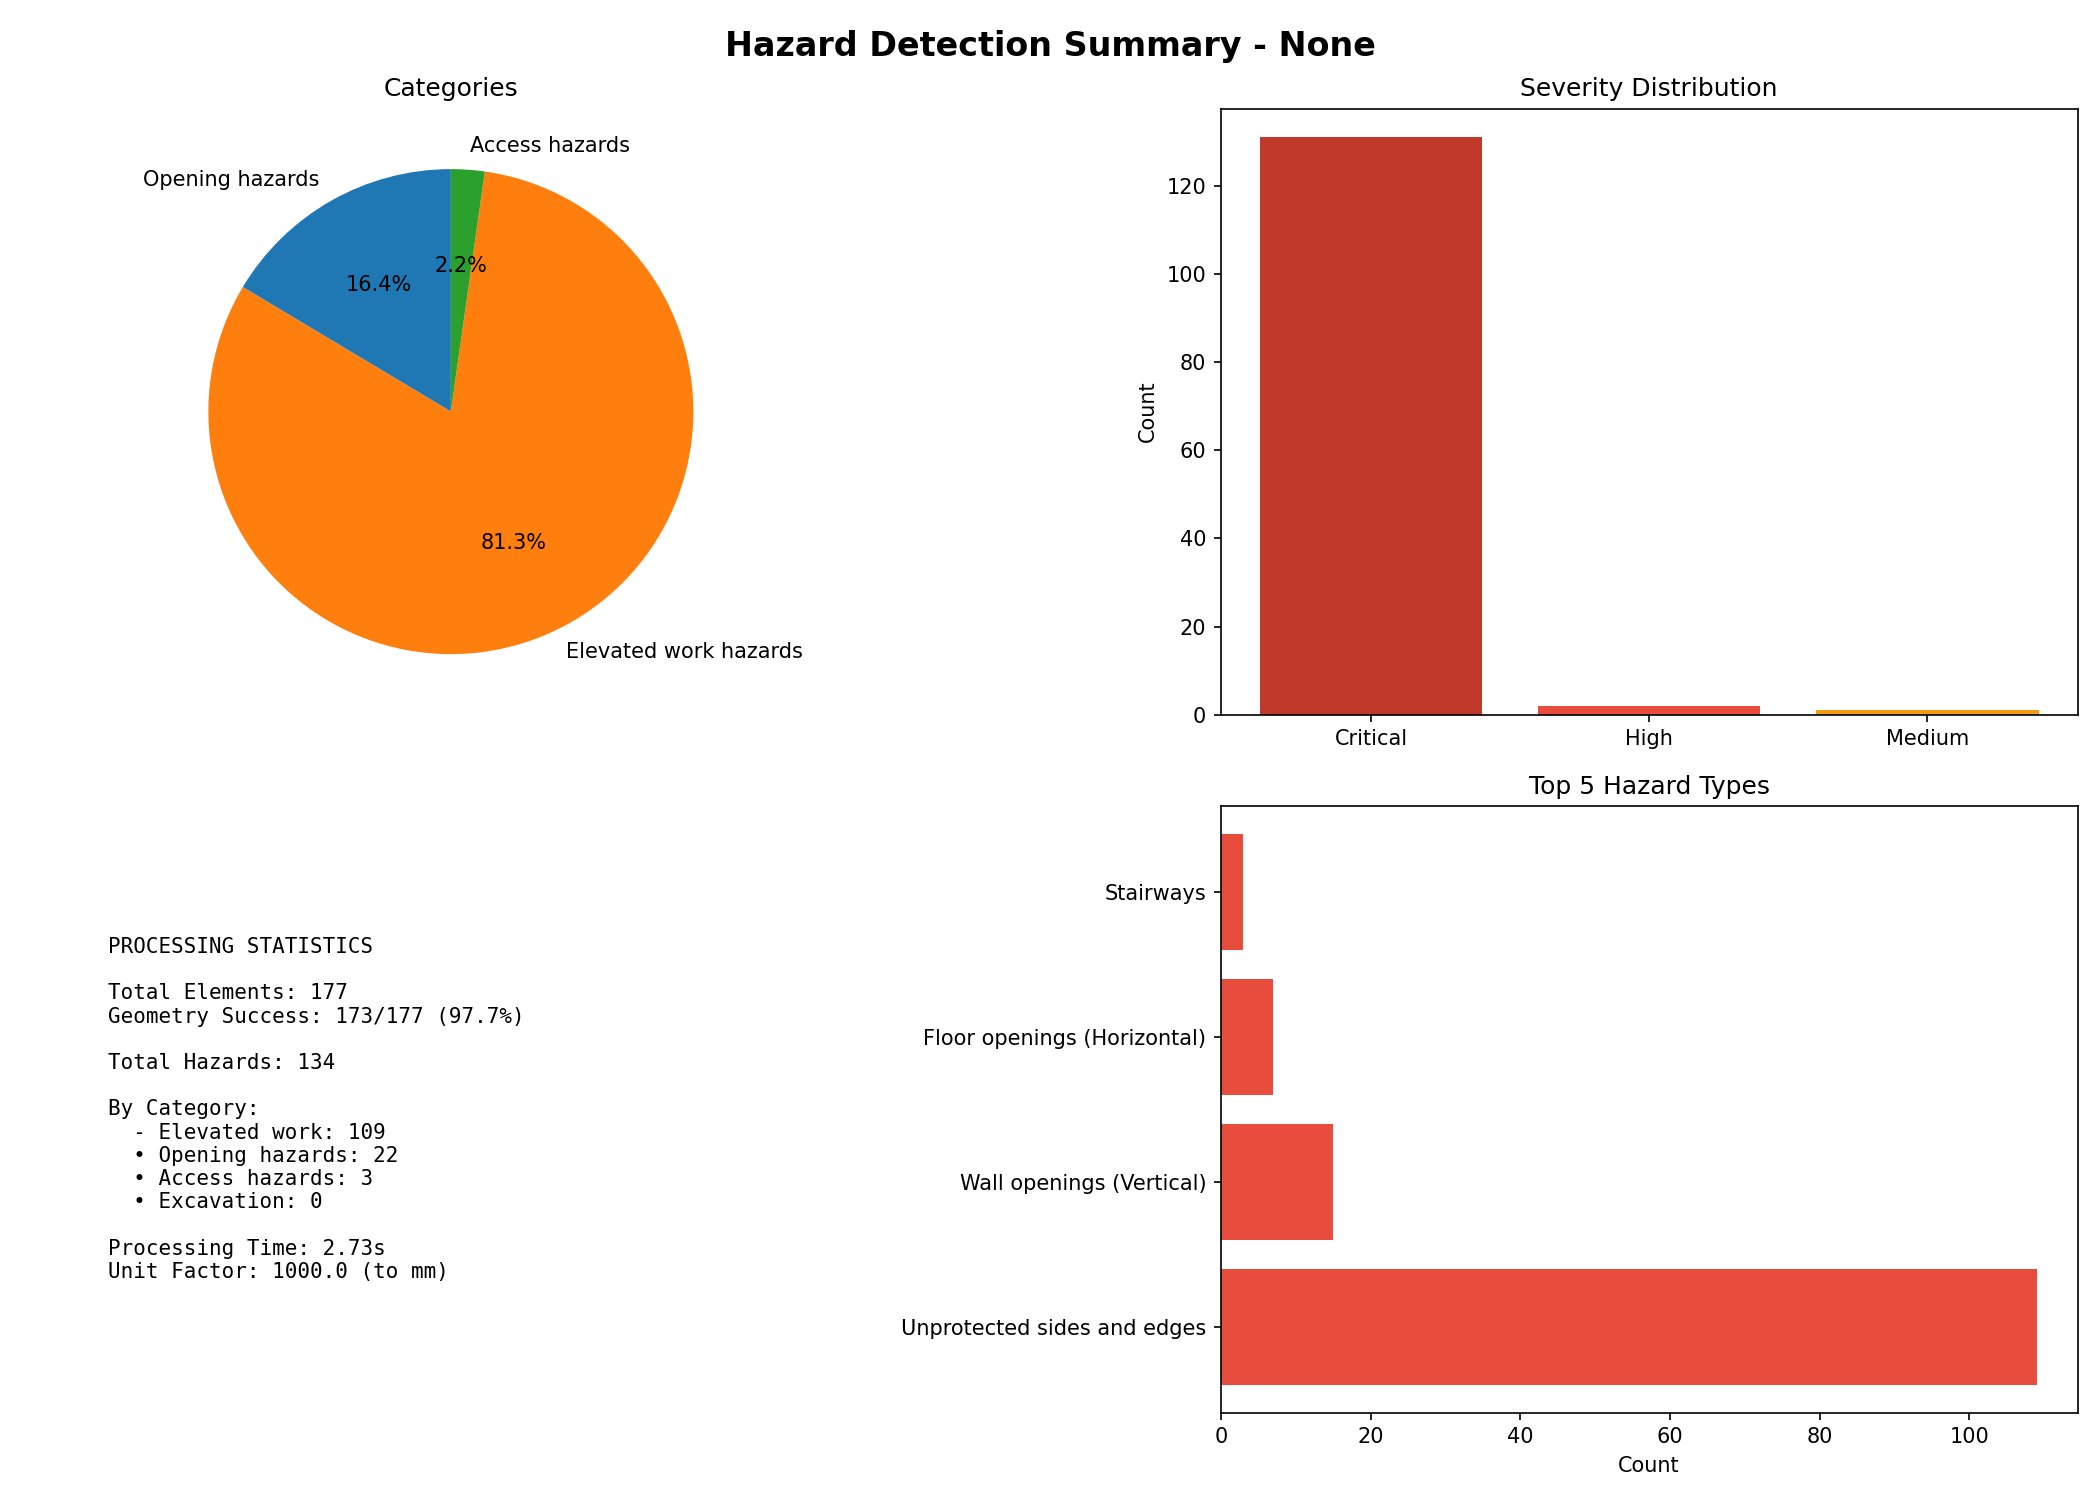 Hazard Detection Summary - None
Categories
Access hazards
Opening hazards
2.2%
16.4%
81.3%
Elevated work hazards
Severity Distribution
Count
120
100
80
60
40
20
0
Critical
High
Medium
PROCESSING STATISTICS
Total Elements: 177
Geometry Success: 173/177 (97.7%)
Total Hazards: 134
By Category:
- Elevated work: 109
• Opening hazards: 22
• Access hazards: 3
• Excavation: 0
Processing Time: 2.73s
Unit Factor: 1000.0 (to mm)
Top 5 Hazard Types
Stairways
Floor openings (Horizontal)
Wall openings (Vertical)
Unprotected sides and edges
0
20
40
60
80
100
Count